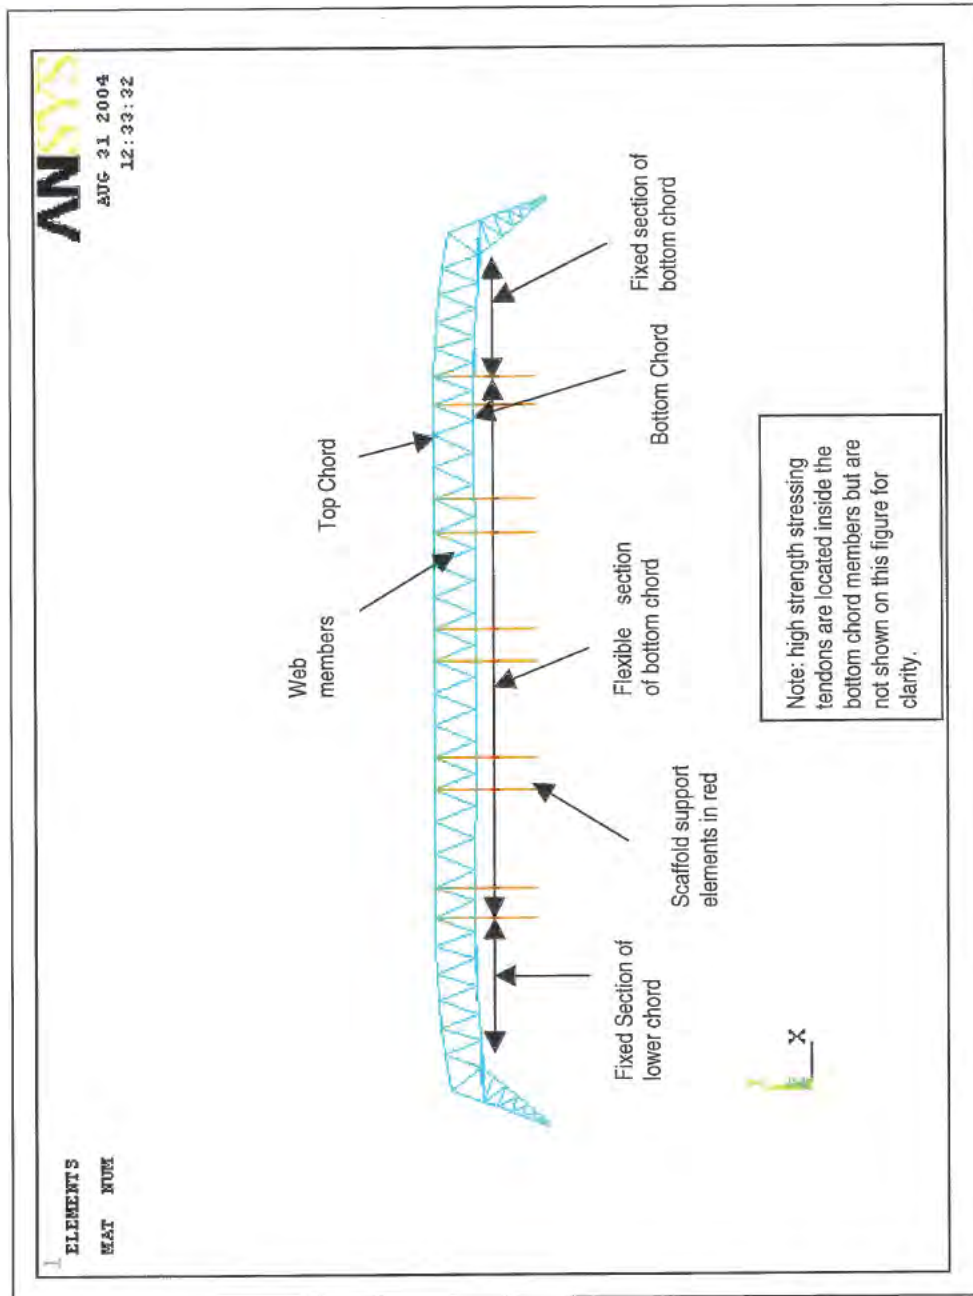 1
ELEMENTS
MAT NUM
ANSYS
AUG 31 2004
12:33:32
Web
members
Top Chord
Fixed Section of
lower chord
Scaffold support
elements in red
Flexible section
of bottom chord
Bottom Chord
Fixed section of
bottom chord
X
Note: high strength stressing
tendons are located inside the
bottom chord members but are
not shown on this figure for
clarity.